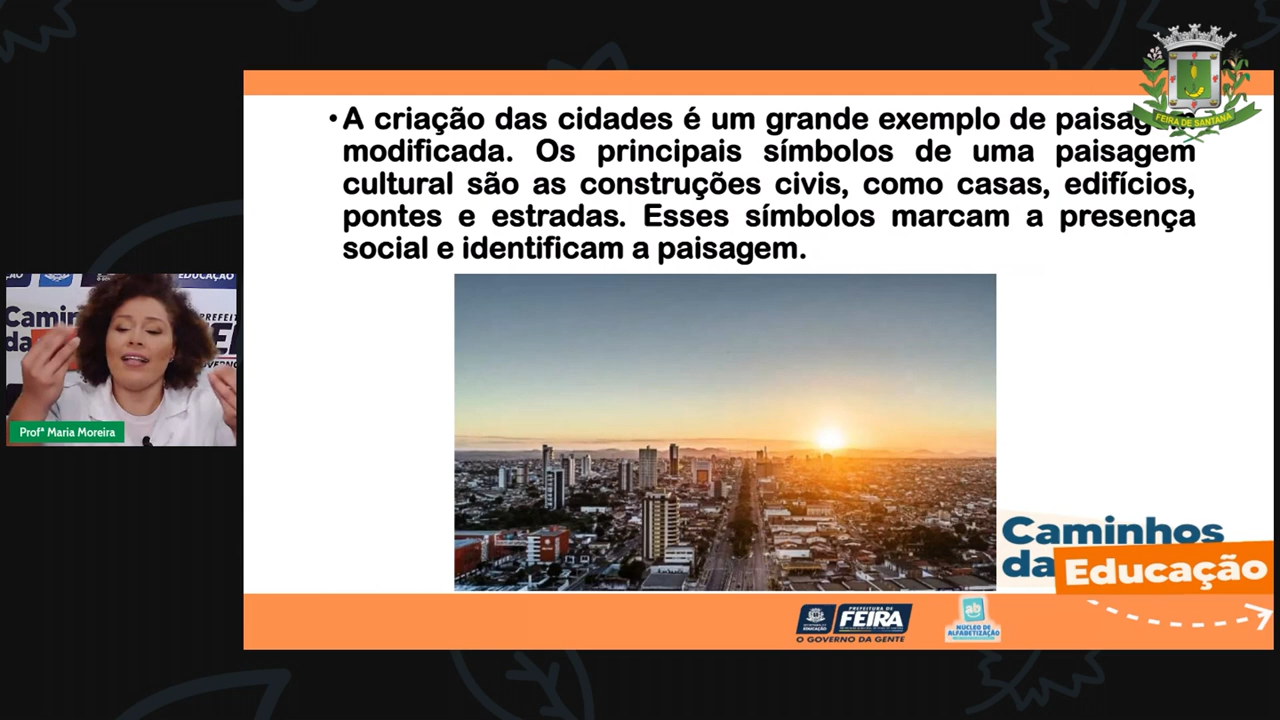 FEIRA DE SANTANA
•A criação das cidades é um grande exemplo de
modificada. Os principais símbolos de uma paisagem
cultural são as construções civis, como casas, edifícios,
pontes e estradas. Esses símbolos marcam a presença
social e identificam a paisagem.
EDUCAÇÃO
Profª Maria Moreira
Caminhos
da Educação
PREFEITURA DE
FEIRA
EDUCAÇÃO
O GOVERNO DA GENTE
ab
NÚCLEO DE
ALFABETIZAÇÃO